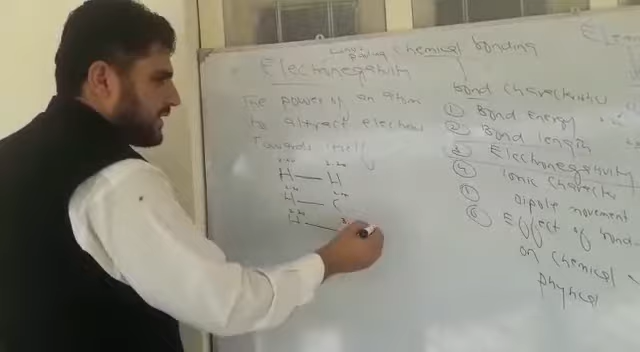 chemical bonding
Electronegativity
The power of an atom
to attract electron
Towards itself
H — H
H — C
H
Bond characteristic
① Bond energy
② Bond length
③ Electronegativity
④ Ionic character
⑤ Dipole movement
⑥ Effect of bond
on chemical
physical